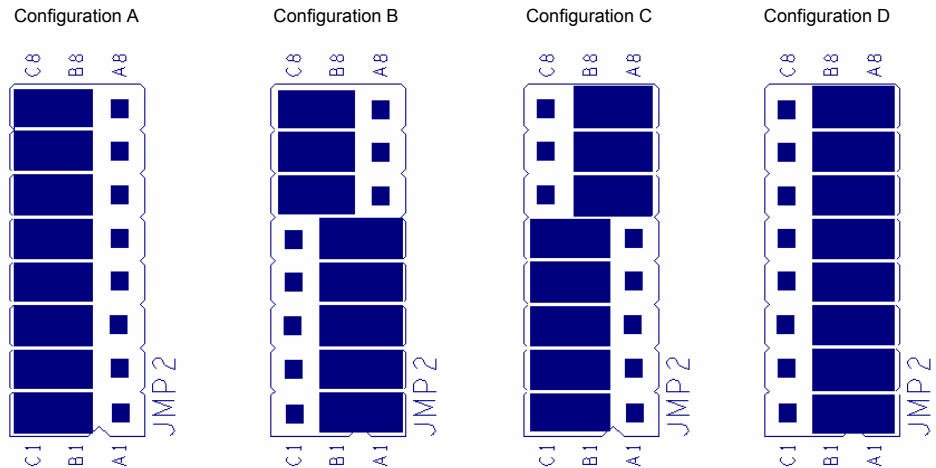 Configuration A
Configuration B
Configuration C
Configuration D
C8 B8 A8
C8 B8 A8
C8 B8 A8
C8 B8 A8
JMP2
JMP2
JMP2
JMP2
C1 B1 A1
C1 B1 A1
C1 B1 A1
C1 B1 A1